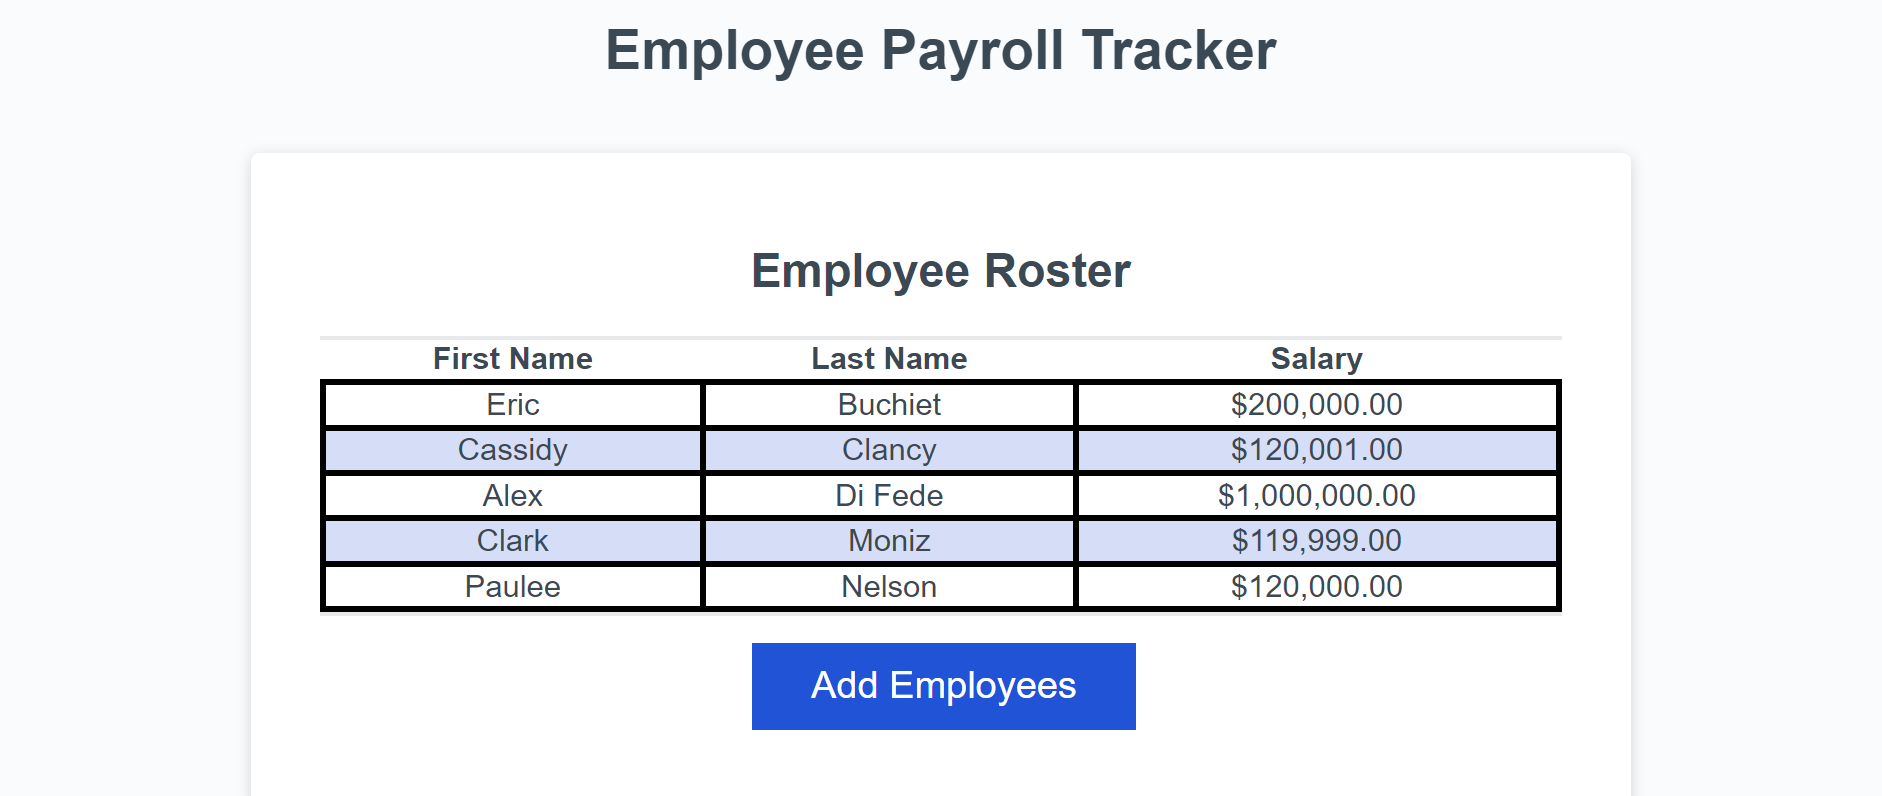 Employee Payroll Tracker
Employee Roster
First Name Last Name Salary
Eric Buchiet $200,000.00
Cassidy Clancy $120,001.00
Alex Di Fede $1,000,000.00
Clark Moniz $119,999.00
Paulee Nelson $120,000.00
Add Employees